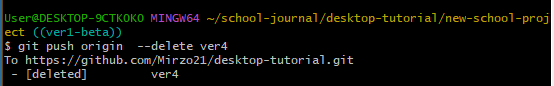 User@DESKTOP-9CTKOKO MINGW64 ~/school-journal/desktop-tutorial/new-school-proj
ect ((ver1-beta))
$ git push origin  --delete ver4
To https://github.com/Mirzo21/desktop-tutorial.git
 - [deleted]         ver4